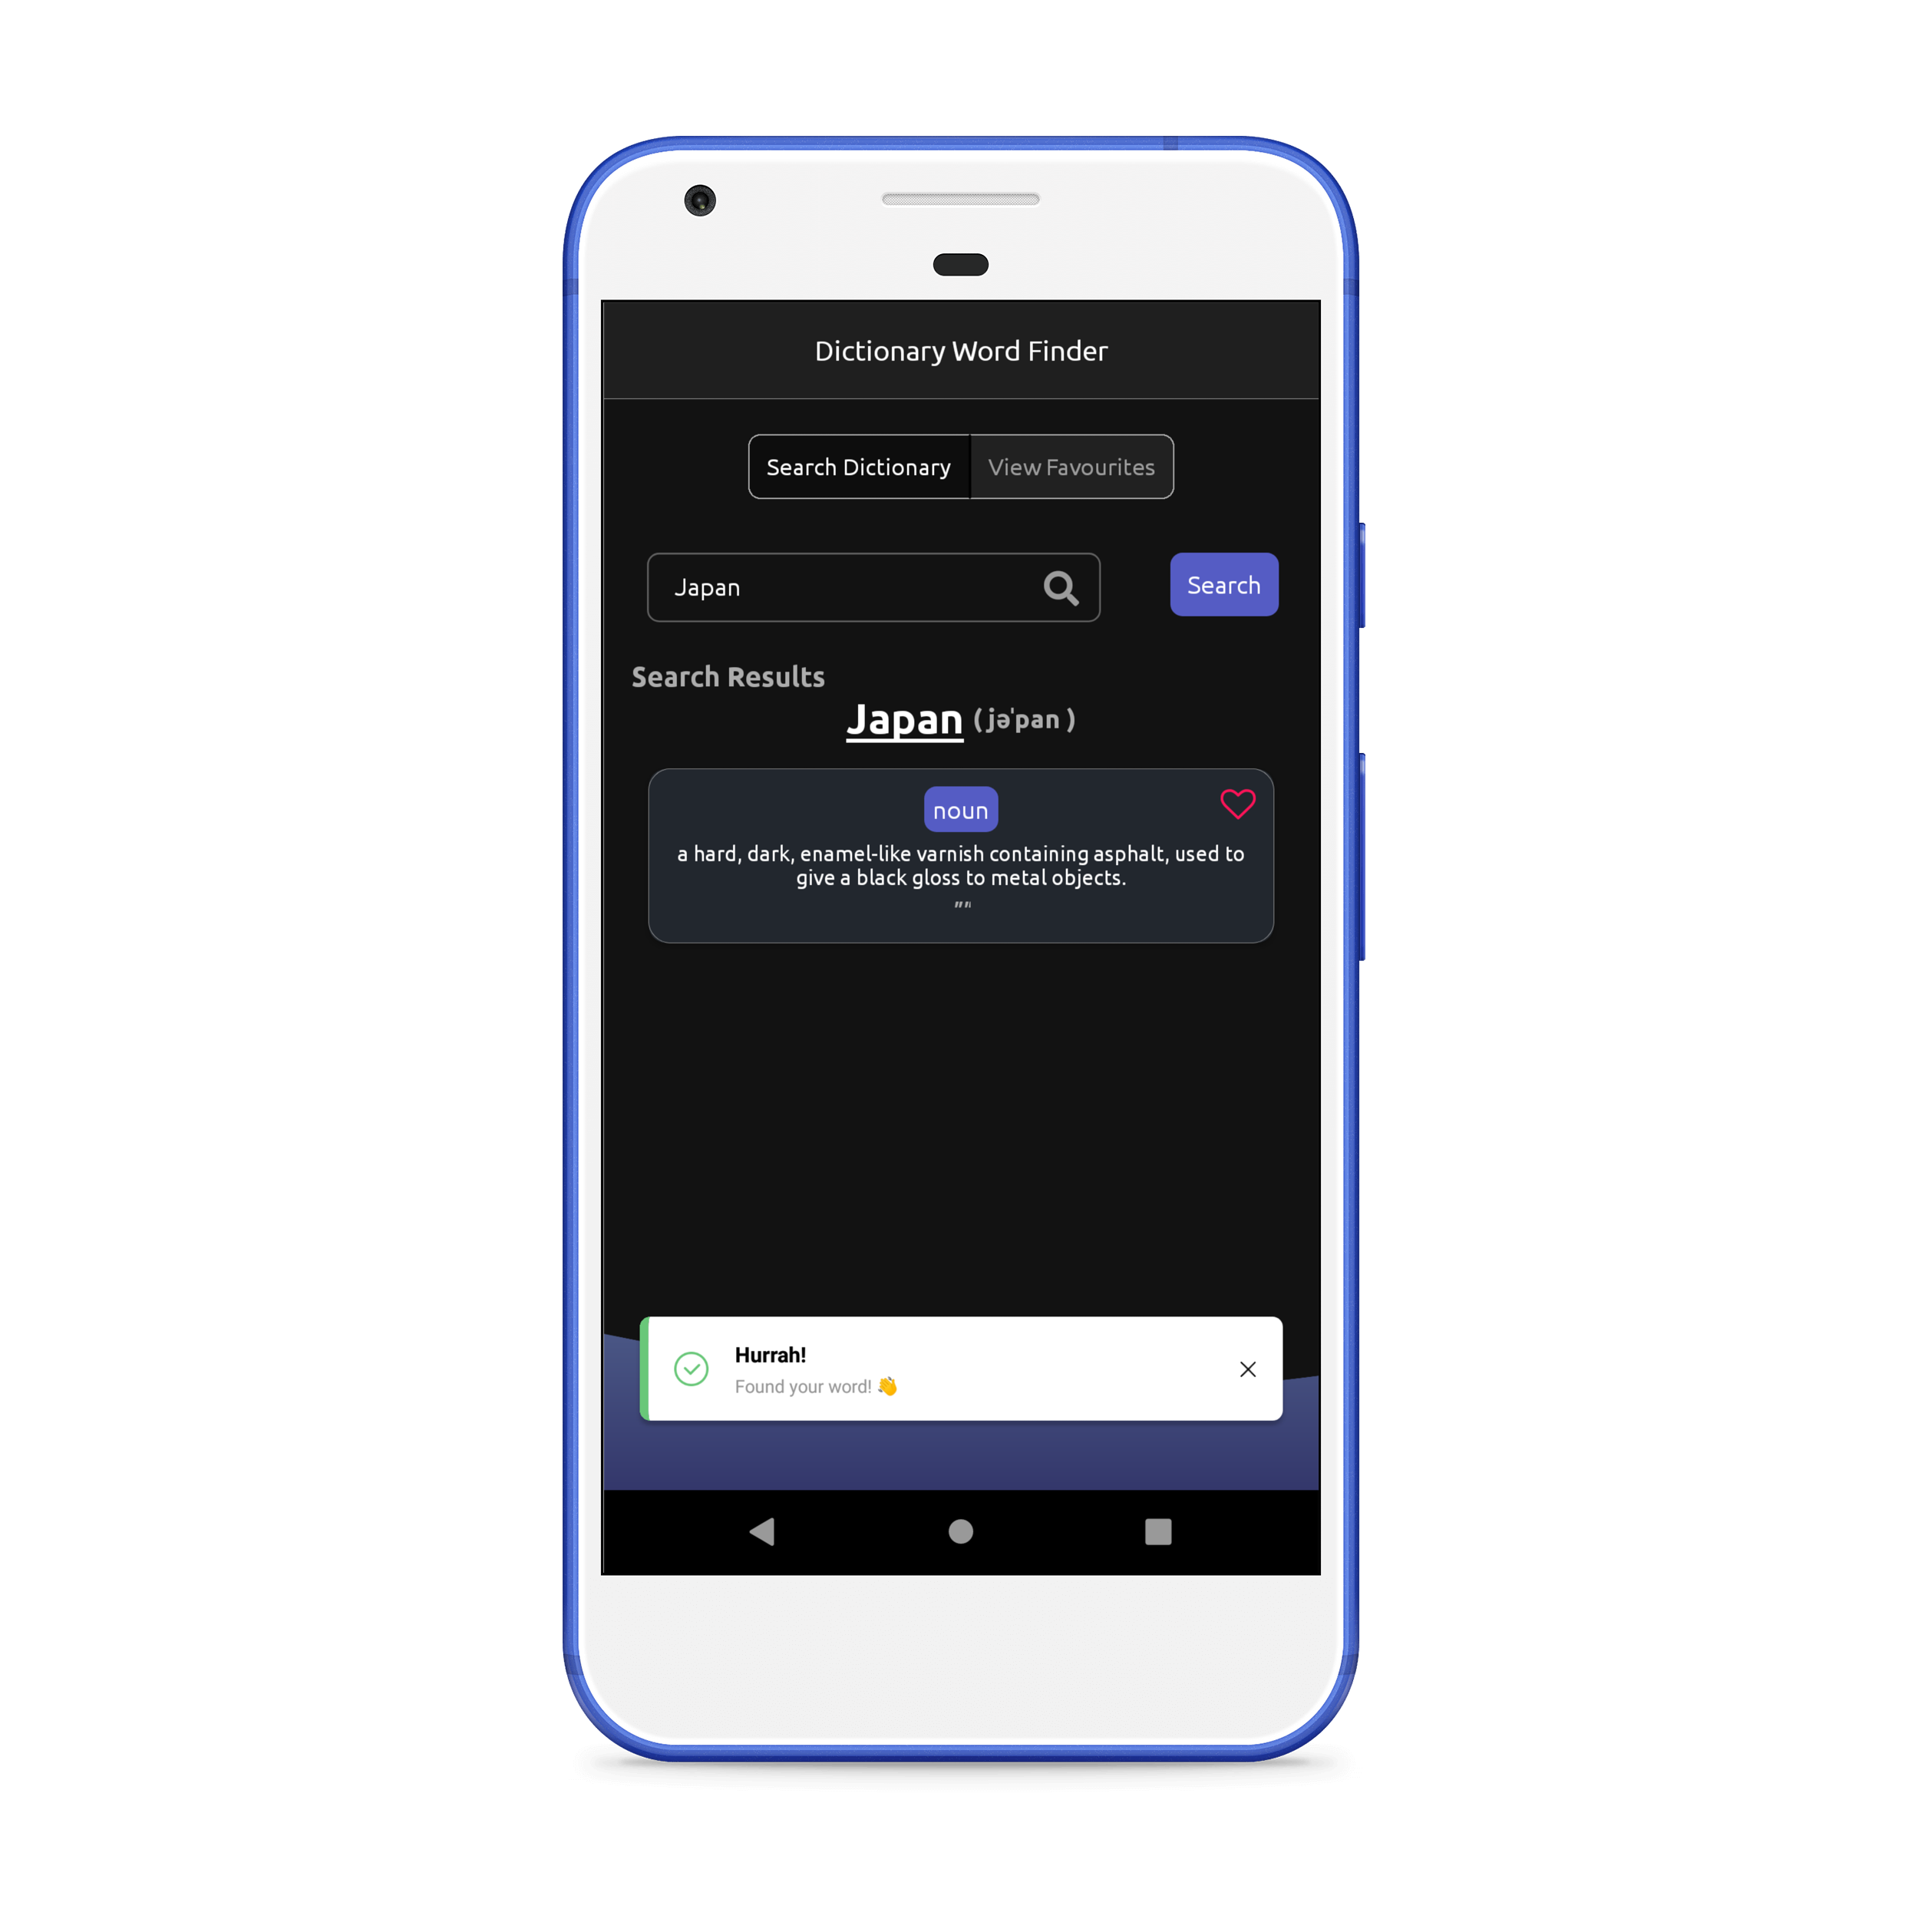 Dictionary Word Finder
Search Dictionary View Favourites
Japan Search
Search Results
Japan ( jəˈpan )
noun
a hard, dark, enamel-like varnish containing asphalt, used to
give a black gloss to metal objects.
""
Hurrah!
Found your word! 👏